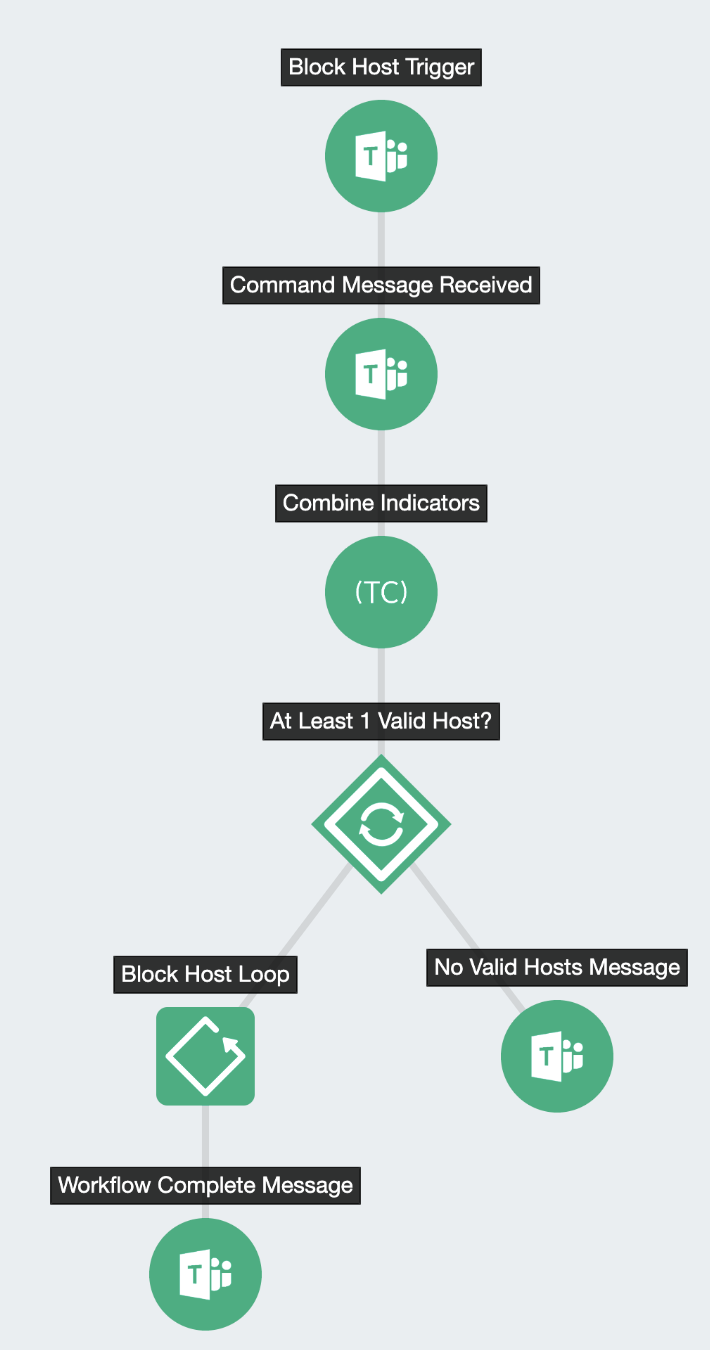 Block Host Trigger
T
Command Message Received
T
Combine Indicators
(TC)
At Least 1 Valid Host?
Block Host Loop
No Valid Hosts Message
T
Workflow Complete Message
T